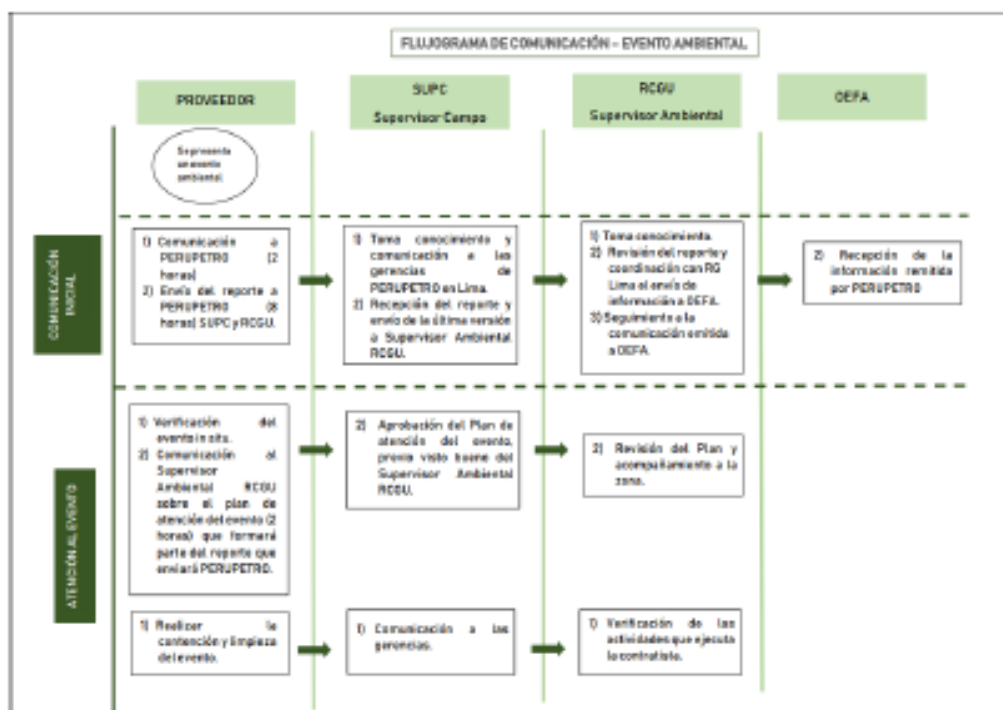 FLUJOGRAMA DE COMUNICACIÓN – EVENTO AMBIENTAL
PROVEEDOR
SUPC
Supervisor Campo
RCGU
Supervisor Ambiental
OEFA
Se presenta
un evento
ambiental
COMUNICACIÓN
INICIAL
1) Comunicación a
PERUPETRO (2
horas)
2) Envío del reporte a
PERUPETRO (8
horas) SUPC y RCGU.
1) Toma conocimiento y
comunicación a las
gerencias de
PERUPETRO en Lima.
2) Recepción del reporte y
envío de la última versión
a Supervisor Ambiental
RCGU.
1) Toma conocimiento.
2) Revisión del reporte y
coordinación con RG
Lima el envío de
información a OEFA.
3) Seguimiento a la
comunicación emitida
a OEFA.
2) Recepción de la
información remitida
por PERUPETRO
ATENCIÓN AL EVENTO
1) Verificación del
evento in situ.
2) Comunicación al
Supervisor
Ambiental RCGU
sobre el plan de
atención del evento (2
horas) que formará
parte del reporte que
enviará PERUPETRO.
2) Aprobación del Plan de
atención del evento,
previo visto bueno del
Supervisor Ambiental
RCGU.
2) Revisión del Plan y
acompañamiento a la
zona.
1) Realizar la
contención y limpieza
del evento.
1) Comunicación a las
gerencias.
1) Verificación de las
actividades que ejecuta
la contratista.